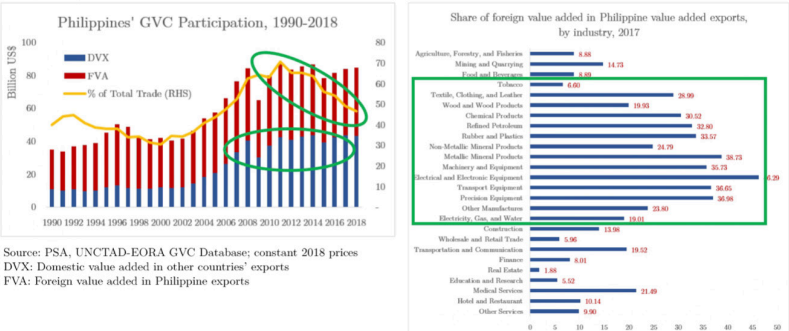 Philippines' GVC Participation, 1990-2018
Billion US$
100
80
60
40
20
0
80
70
60
50
40
30
20
10
-
DVX
FVA
% of Total Trade (RHS)
1990 1992 1994 1996 1998 2000 2002 2004 2006 2008 2010 2012 2014 2016 2018
Source: PSA, UNCTAD-EORA GVC Database; constant 2018 prices
DVX: Domestic value added in other countries' exports
FVA: Foreign value added in Philippine exports
Share of foreign value added in Philippine value added exports,
by industry, 2017
Agriculture, Forestry, and Fisheries 8.88
Mining and Quarrying 14.73
Food and Beverages 8.89
Tobacco 6.60
Textile, Clothing, and Leather 28.99
Wood and Wood Products 19.93
Chemical Products 30.52
Refined Petroleum 32.80
Rubber and Plastics 33.57
Non-Metallic Mineral Products 24.79
Metallic Mineral Products 38.73
Machinery and Equipment 35.73
Electrical and Electronic Equipment 6.29
Transport Equipment 36.65
Precision Equipment 36.98
Other Manufactures 23.80
Electricity, Gas, and Water 19.01
Construction 13.98
Wholesale and Retail Trade 5.96
Transportation and Communication 19.52
Finance 8.01
Real Estate 1.88
Education and Research 5.52
Medical Services 21.49
Hotel and Restaurant 10.14
Other Services 9.90
0 5 10 15 20 25 30 35 40 45 50